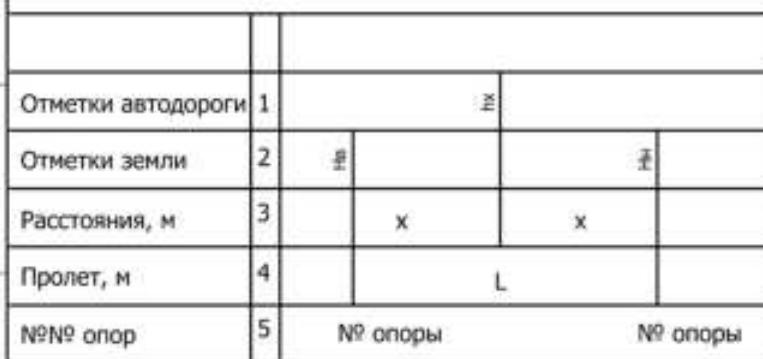 Отметки автодороги 1 hx
Отметки земли 2 Hв Hн
Расстояния, м 3 x x
Пролет, м 4 L
№№ опор 5 № опоры № опоры